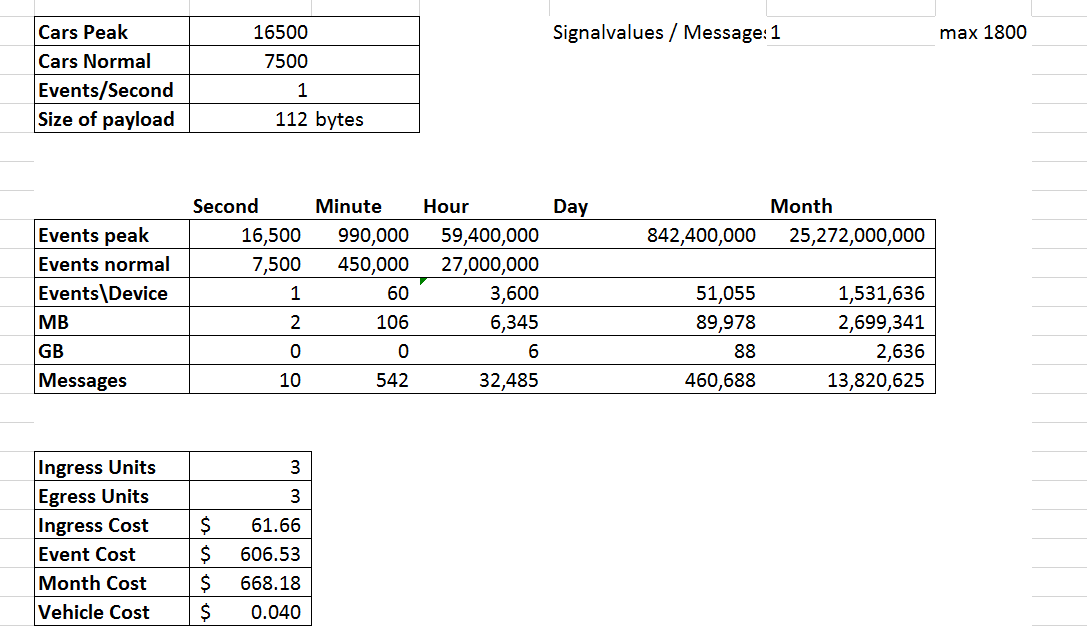 Cars Peak 16500 Signalvalues / Message: 1 max 1800
Cars Normal 7500
Events/Second 1
Size of payload 112 bytes
Second Minute Hour Day Month
Events peak 16,500 990,000 59,400,000 842,400,000 25,272,000,000
Events normal 7,500 450,000 27,000,000
Events\Device 1 60 3,600 51,055 1,531,636
MB 2 106 6,345 89,978 2,699,341
GB 0 0 6 88 2,636
Messages 10 542 32,485 460,688 13,820,625
Ingress Units 3
Egress Units 3
Ingress Cost $ 61.66
Event Cost $ 606.53
Month Cost $ 668.18
Vehicle Cost $ 0.040